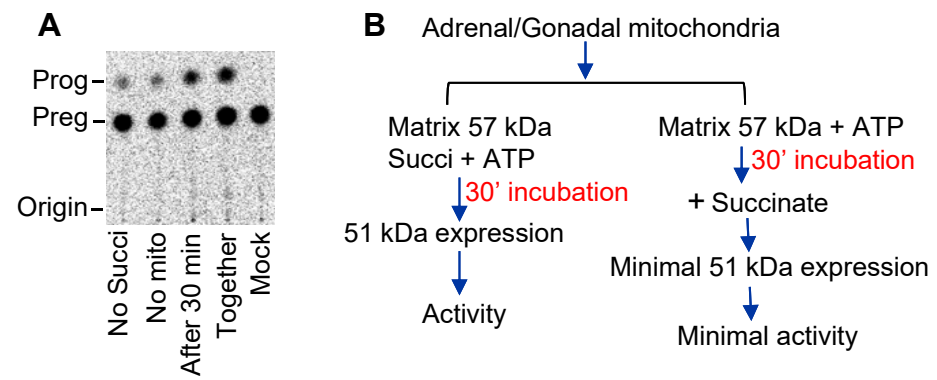 A
Prog
Preg
Origin
No Succi
No mito
After 30 min
Together
Mock
B
Adrenal/Gonadal mitochondria
Matrix 57 kDa
Succi + ATP
30' incubation
51 kDa expression
Activity
Matrix 57 kDa + ATP
30' incubation
+ Succinate
Minimal 51 kDa expression
Minimal activity